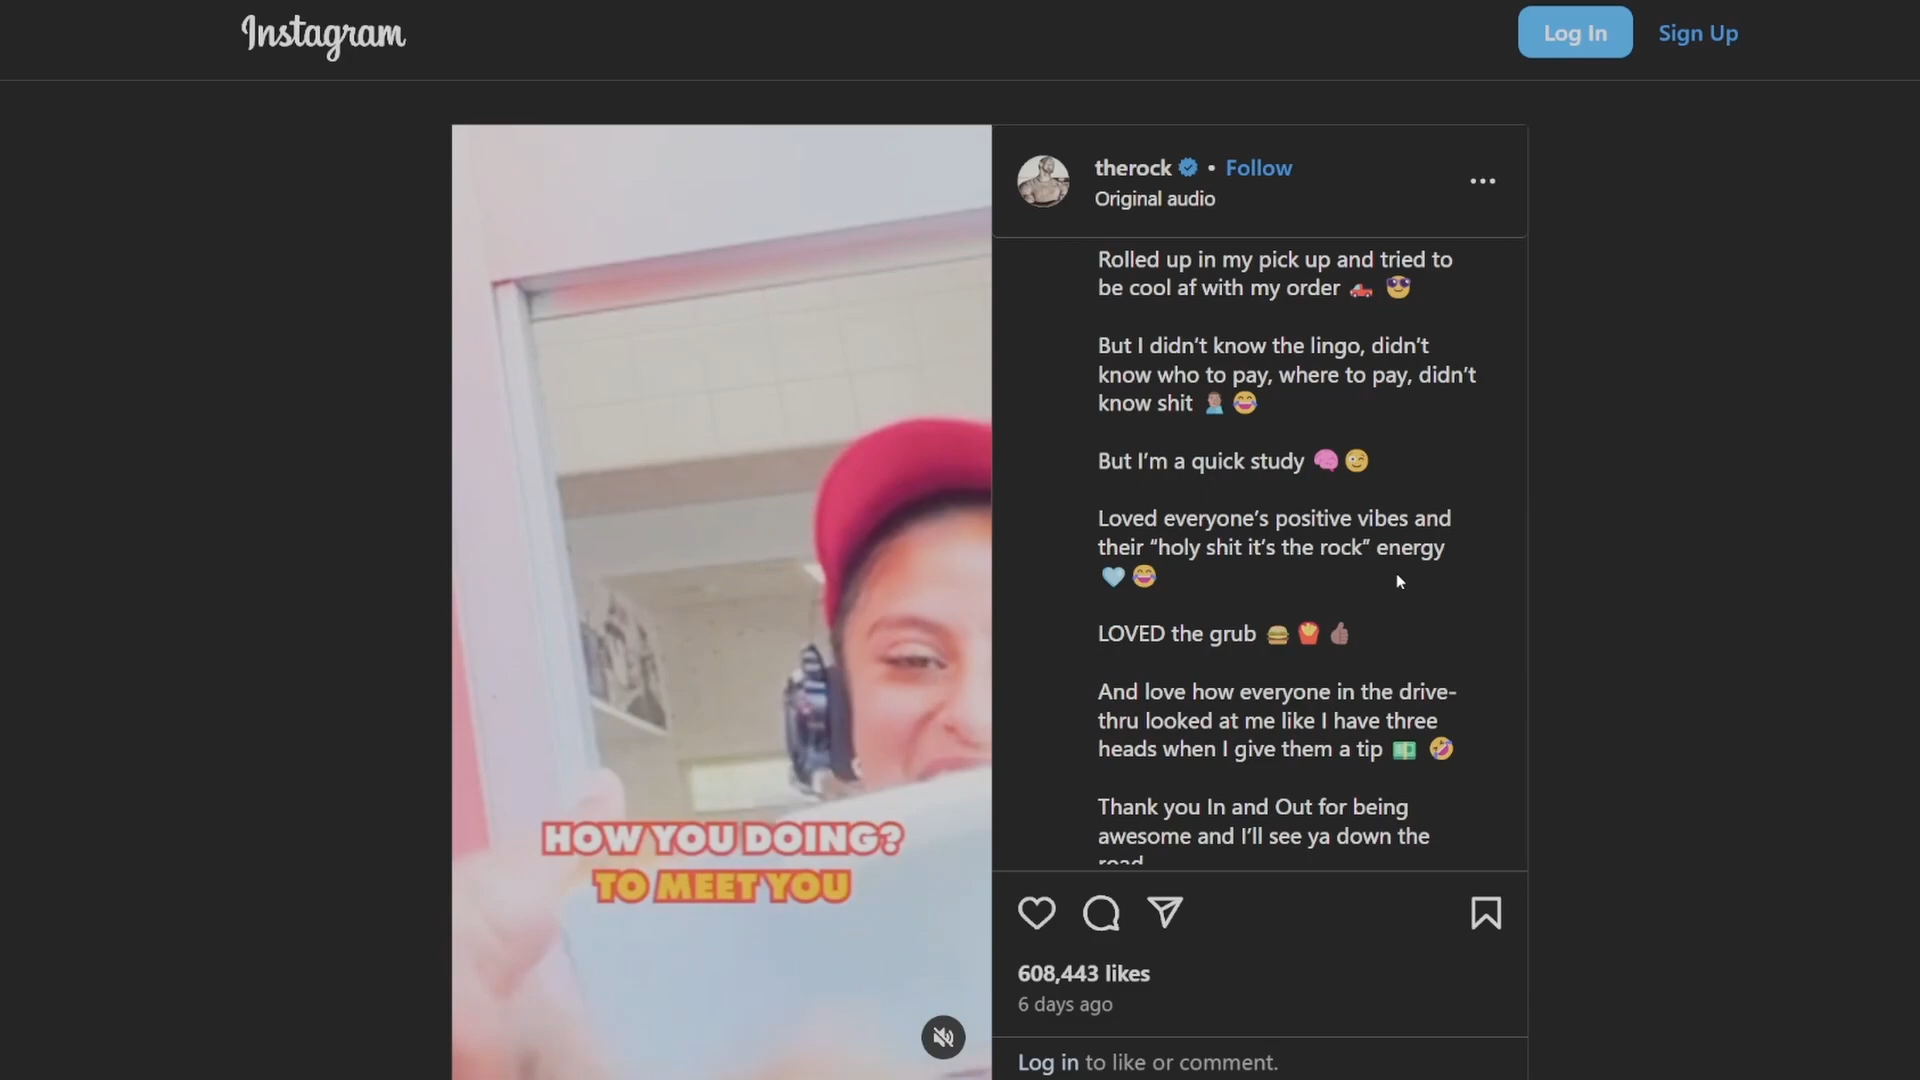 Instagram
Log In
Sign Up
therock • Follow
Original audio
Rolled up in my pick up and tried to
be cool af with my order 🛻 😎
But I didn’t know the lingo, didn’t
know who to pay, where to pay, didn’t
know shit 🤦🏽‍♂️😂
But I’m a quick study 🧠😉
Loved everyone’s positive vibes and
their “holy shit it’s the rock” energy
🩵😂
LOVED the grub 🍔🍟👍🏾
And love how everyone in the drive-
thru looked at me like I have three
heads when I give them a tip 💵 🤣
Thank you In and Out for being
awesome and I’ll see ya down the
road
HOW YOU DOING?
TO MEET YOU
608,443 likes
6 days ago
Log in to like or comment.